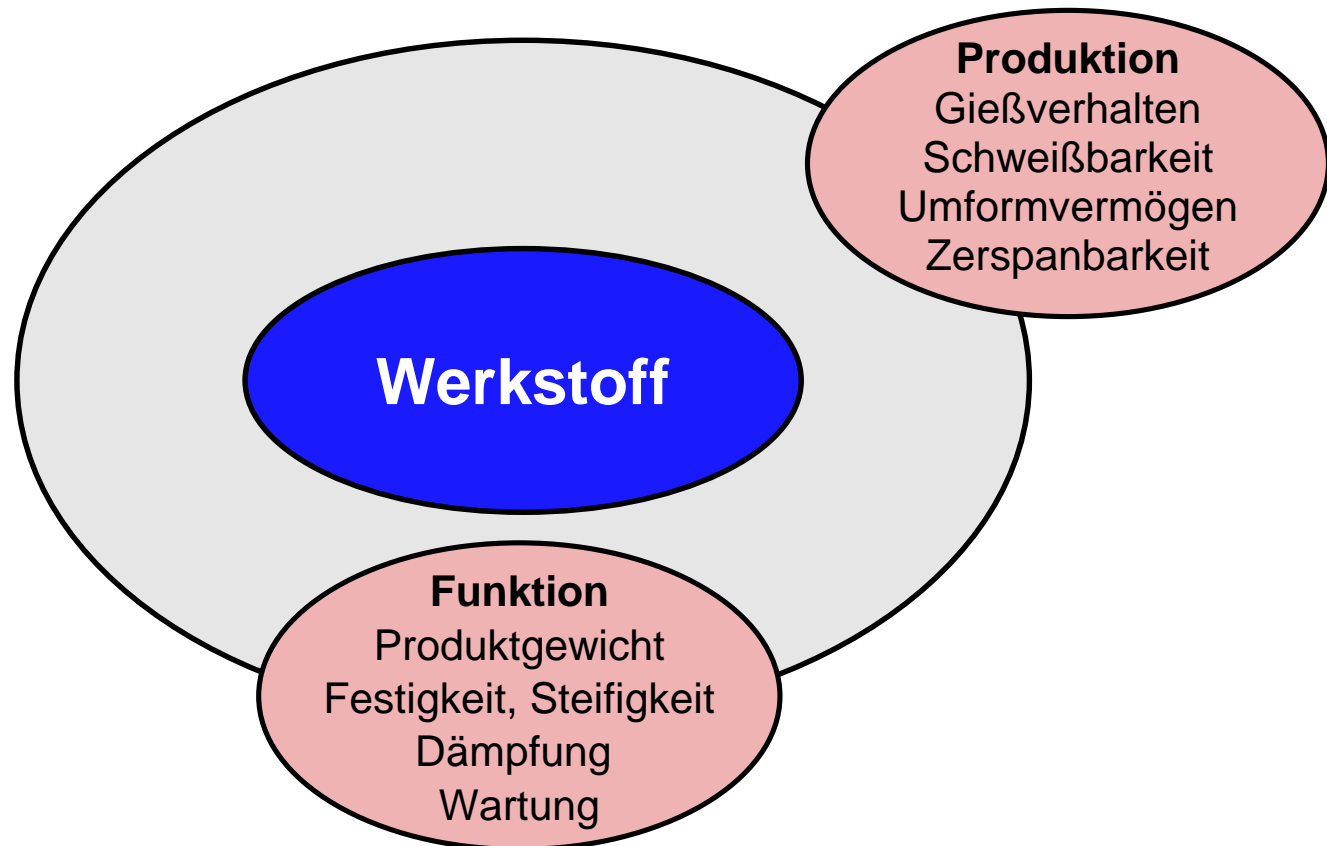 Produktion
Gießverhalten
Schweißbarkeit
Umformvermögen
Zerspanbarkeit
Werkstoff
Funktion
Produktgewicht
Festigkeit, Steifigkeit
Dämpfung
Wartung